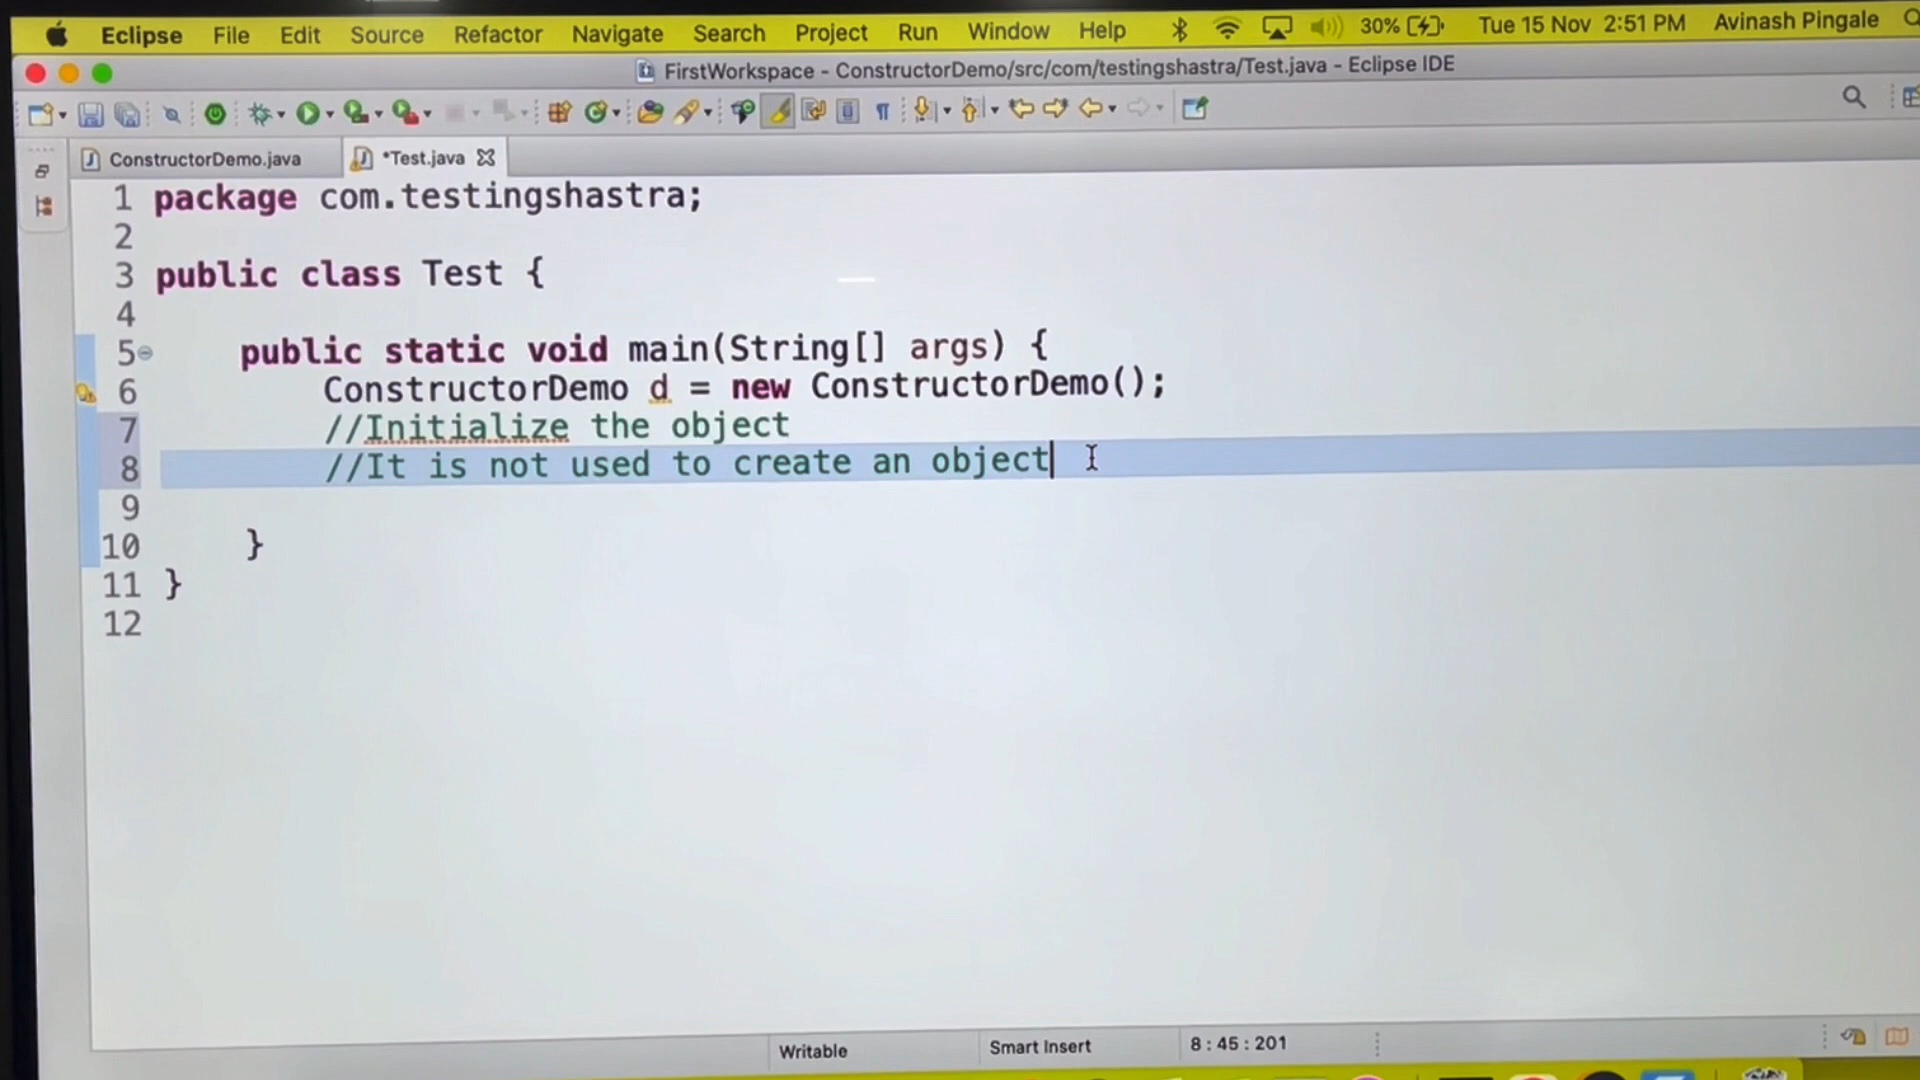 Eclipse File Edit Source Refactor Navigate Search Project Run Window Help 30% Tue 15 Nov 2:51 PM Avinash Pingale
FirstWorkspace - ConstructorDemo/src/com/testingshastra/Test.java - Eclipse IDE
ConstructorDemo.java *Test.java
1 package com.testingshastra;
2
3 public class Test {
4
5 public static void main(String[] args) {
6 ConstructorDemo d = new ConstructorDemo();
7 //Initialize the object
8 //It is not used to create an object
9
10 }
11 }
12
Writable Smart Insert 8 : 45 : 201